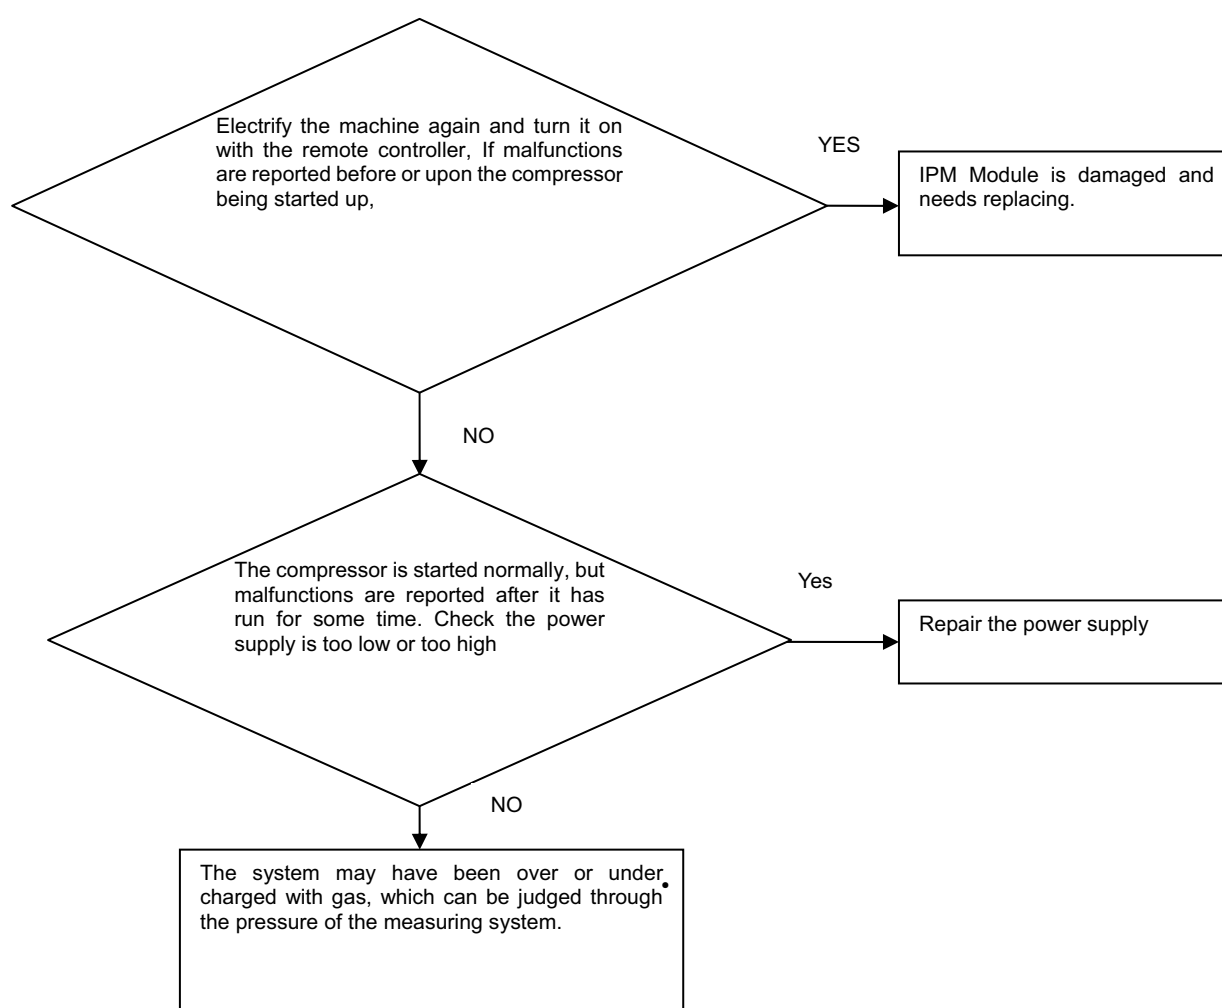 Electrify the machine again and turn it on
with the remote controller, If malfunctions
are reported before or upon the compressor
being started up,
YES
IPM Module is damaged and
needs replacing.
NO
The compressor is started normally, but
malfunctions are reported after it has
run for some time. Check the power
supply is too low or too high
Yes
Repair the power supply
NO
The system may have been over or under
charged with gas, which can be judged through
the pressure of the measuring system.